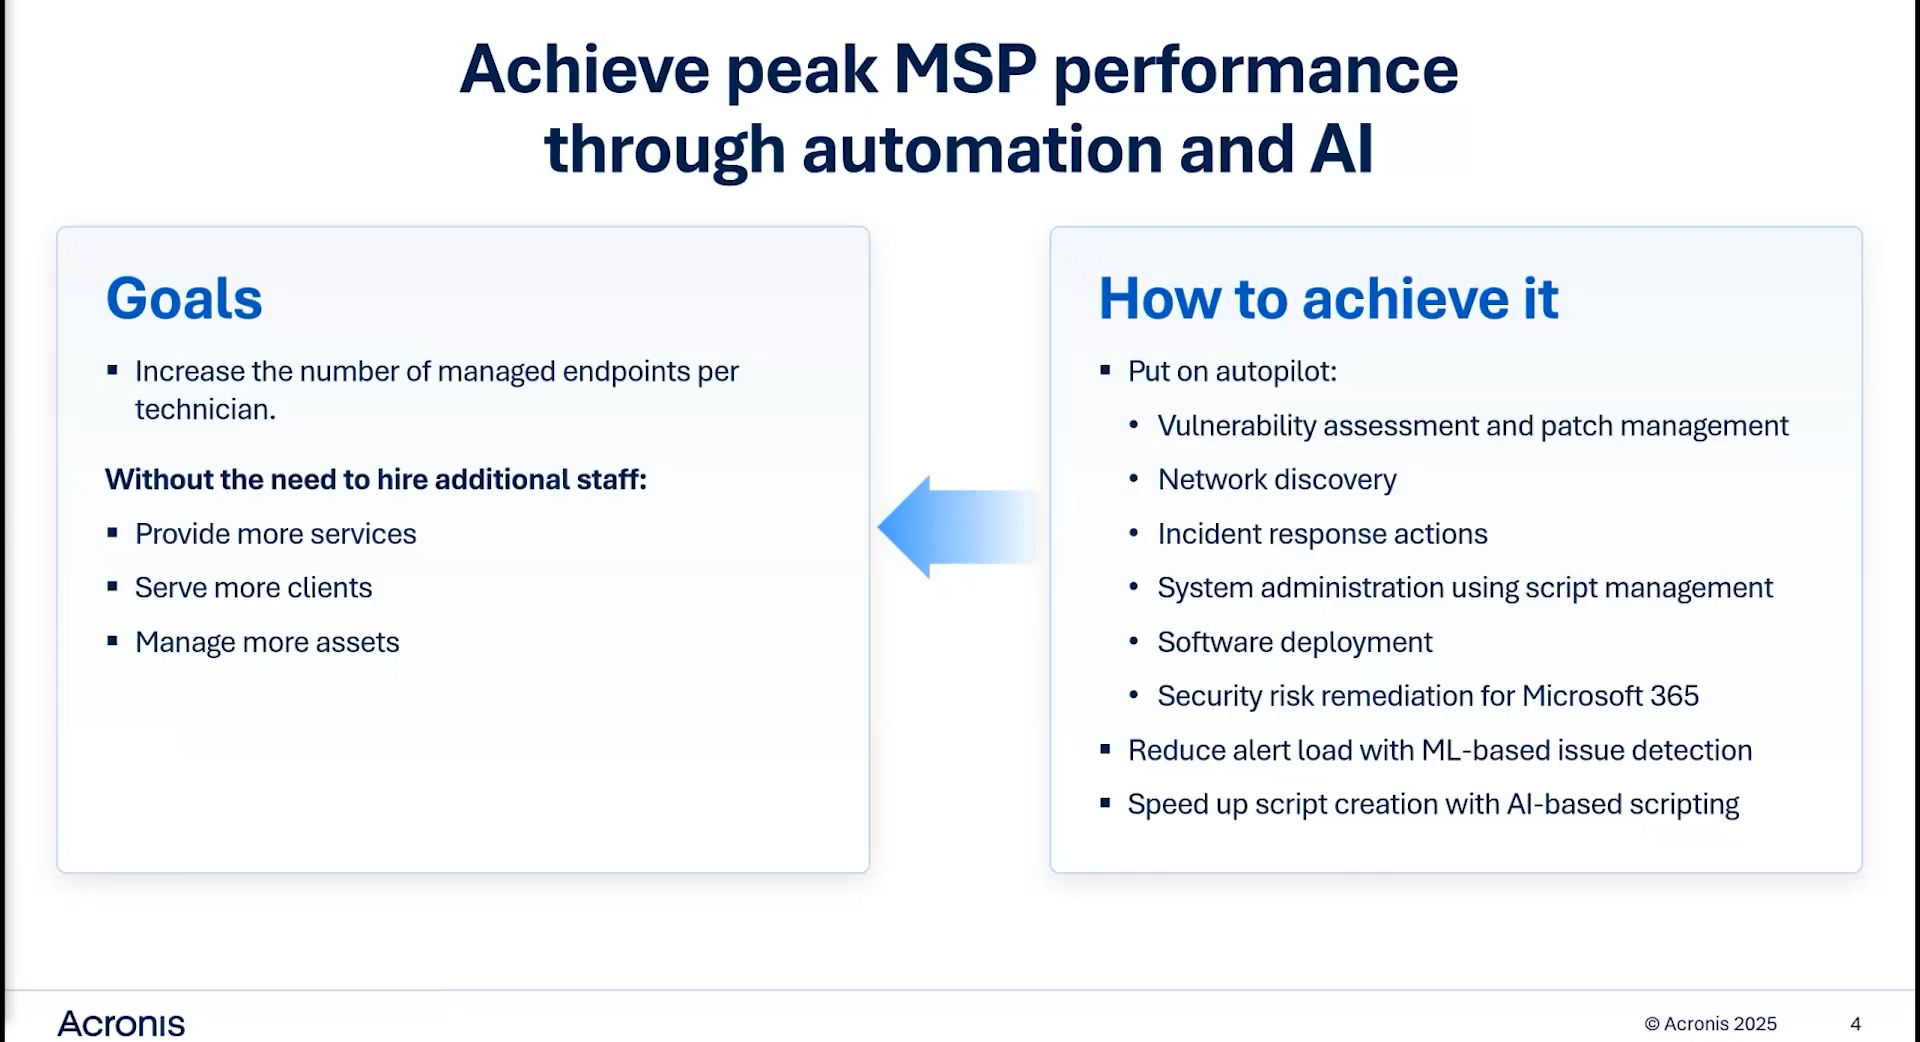 Achieve peak MSP performance
through automation and AI
Goals
▪ Increase the number of managed endpoints per
technician.
Without the need to hire additional staff:
▪ Provide more services
▪ Serve more clients
▪ Manage more assets
How to achieve it
▪ Put on autopilot:
• Vulnerability assessment and patch management
• Network discovery
• Incident response actions
• System administration using script management
• Software deployment
• Security risk remediation for Microsoft 365
▪ Reduce alert load with ML-based issue detection
▪ Speed up script creation with AI-based scripting
Acronis
© Acronis 2025
4